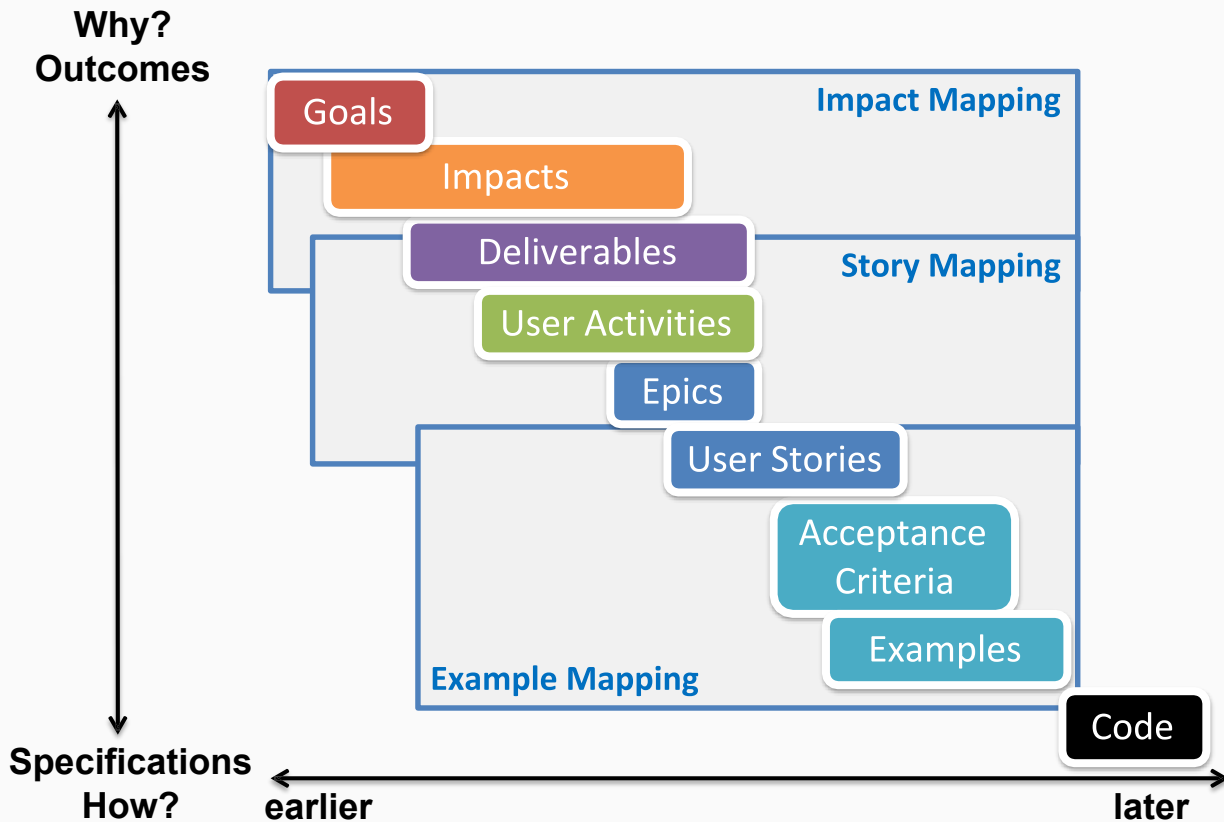 Why?
Outcomes
Goals
Impact Mapping
Impacts
Deliverables
Story Mapping
User Activities
Epics
User Stories
Acceptance
Criteria
Examples
Example Mapping
Code
Specifications
How?
earlier
later